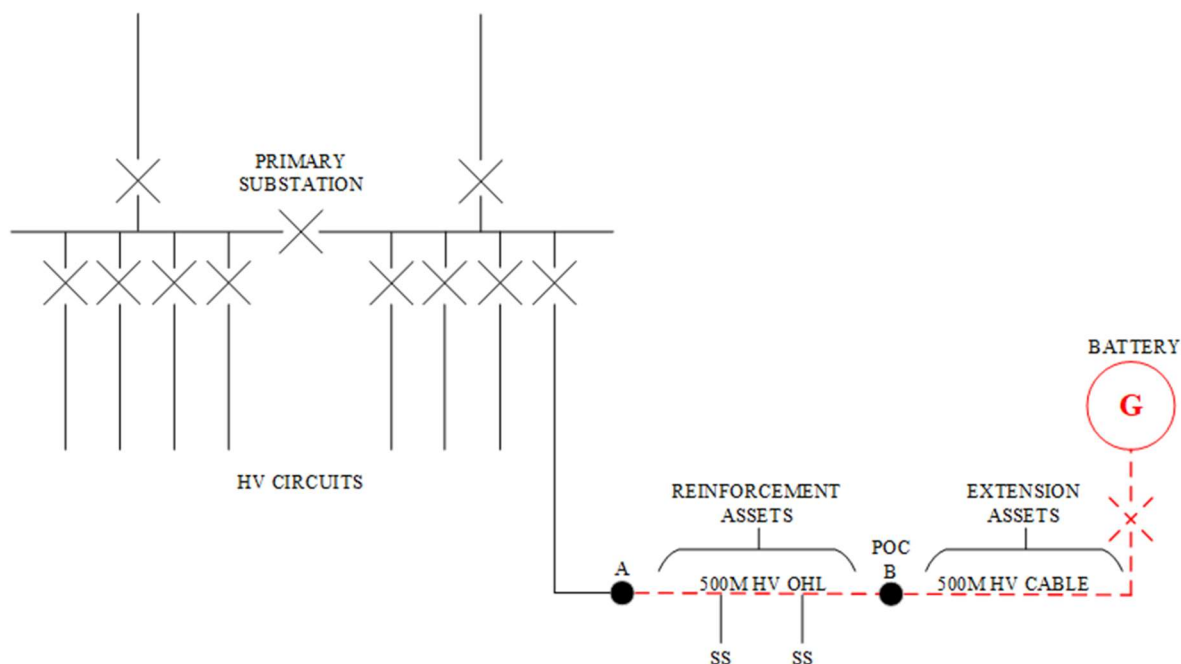 PRIMARY
SUBSTATION
HV CIRCUITS
BATTERY
G
REINFORCEMENT
ASSETS
EXTENSION
ASSETS
A
500M HV OHL
POC
B
500M HV CABLE
SS
SS